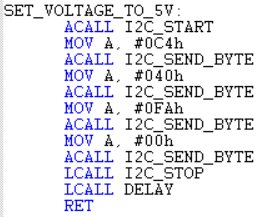 SET_VOLTAGE_TO_5V:
ACALL I2C_START
MOV A, #0C4h
ACALL I2C_SEND_BYTE
MOV A, #040h
ACALL I2C_SEND_BYTE
MOV A, #0FAh
ACALL I2C_SEND_BYTE
MOV A, #00h
ACALL I2C_SEND_BYTE
LCALL I2C_STOP
LCALL DELAY
RET